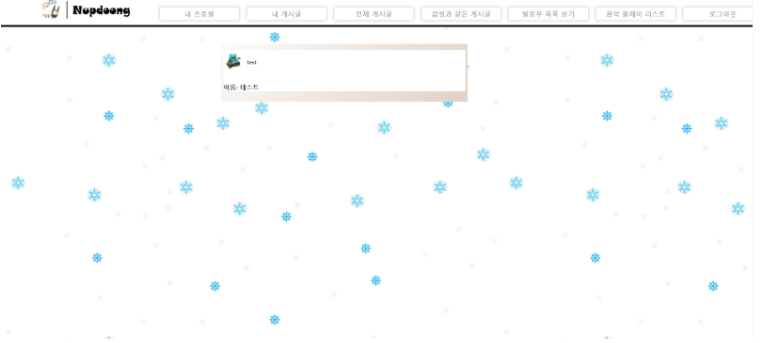 Nupdoong
내 프로필
내 게시글
전체 게시글
감정과 같은 게시글
팔로우 목록 보기
음악 플레이 리스트
로그아웃
test
이름: 테스트